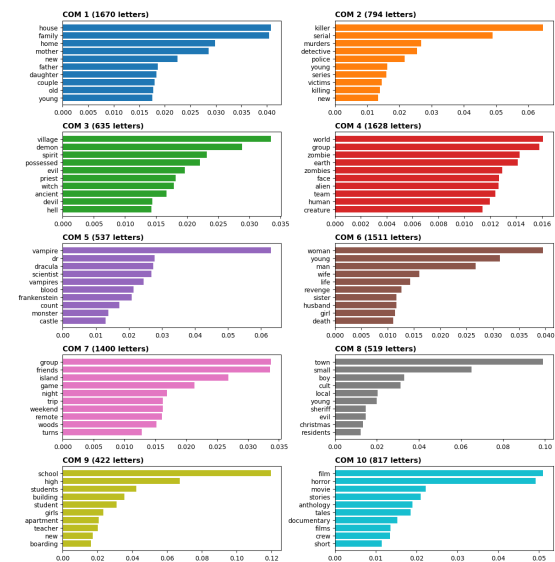 COM 1 (1670 letters)
house
family
home
mother
new
father
daughter
couple
old
young
0.000 0.005 0.010 0.015 0.020 0.025 0.030 0.035 0.040
COM 2 (794 letters)
killer
serial
murders
detective
police
young
series
victims
killing
new
0.00 0.01 0.02 0.03 0.04 0.05 0.06
COM 3 (635 letters)
village
demon
spirit
possessed
evil
priest
witch
ancient
devil
hell
0.000 0.005 0.010 0.015 0.020 0.025 0.030 0.035
COM 4 (1628 letters)
world
group
zombie
earth
zombies
face
alien
team
human
creature
0.000 0.002 0.004 0.006 0.008 0.010 0.012 0.014 0.016
COM 5 (537 letters)
vampire
dr
dracula
scientist
vampires
blood
frankenstein
count
monster
castle
0.00 0.01 0.02 0.03 0.04 0.05 0.06
COM 6 (1511 letters)
woman
young
man
wife
life
revenge
sister
husband
girl
death
0.000 0.005 0.010 0.015 0.020 0.025 0.030 0.035 0.040
COM 7 (1400 letters)
group
friends
island
game
night
trip
weekend
remote
woods
turns
0.000 0.005 0.010 0.015 0.020 0.025 0.030 0.035
COM 8 (519 letters)
town
small
boy
cult
local
young
sheriff
evil
christmas
residents
0.00 0.02 0.04 0.06 0.08 0.10
COM 9 (422 letters)
school
high
students
building
student
girls
apartment
teacher
new
boarding
0.00 0.02 0.04 0.06 0.08 0.10 0.12
COM 10 (817 letters)
film
horror
movie
stories
anthology
tales
documentary
films
crew
short
0.00 0.01 0.02 0.03 0.04 0.05